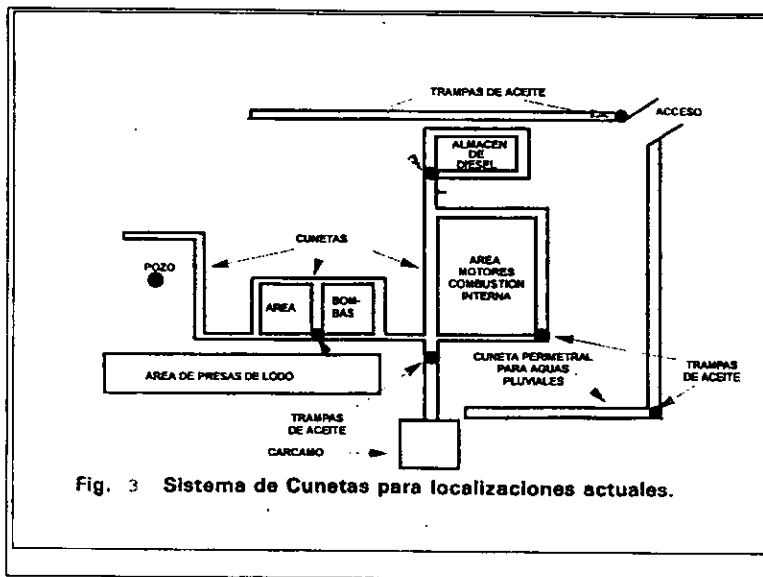 TRAMPAS DE ACEITE
ACCESO
ALMACEN
DE
DIESEL
CUNETAS
POZO
AREA
MOTORES
COMBUSTION
INTERNA
AREA
BOM-
BAS
CUNETA PERIMETRAL
PARA AGUAS
PLUVIALES
TRAMPAS
DE ACEITE
AREA DE PRESAS DE LODO
TRAMPAS
DE ACEITE
CARCAMO
Fig. 3 Sistema de Cunetas para localizaciones actuales.